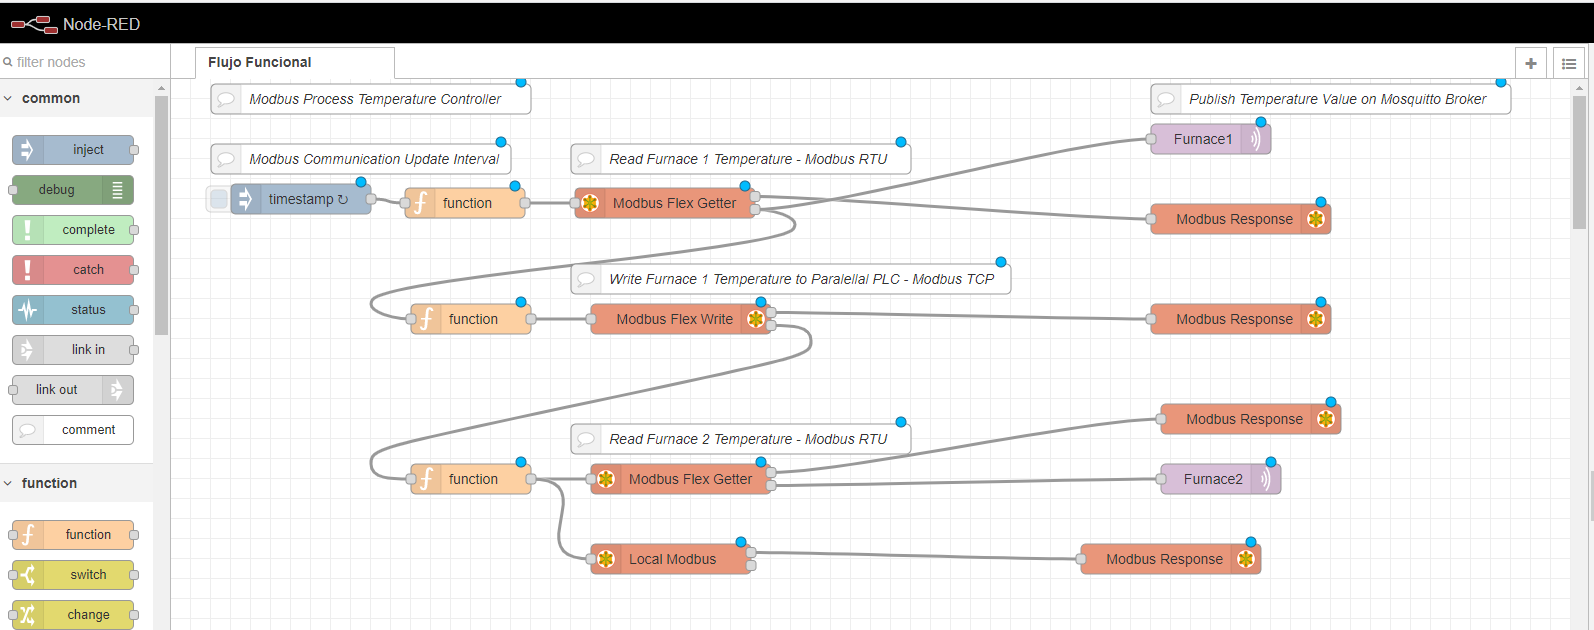 Node-RED
filter nodes
Flujo Funcional
common
inject
debug
complete
catch
status
link in
link out
comment
function
function
switch
change
Modbus Process Temperature Controller
Publish Temperature Value on Mosquitto Broker
Furnace1
Modbus Communication Update Interval
Read Furnace 1 Temperature - Modbus RTU
timestamp ↻
function
Modbus Flex Getter
Modbus Response
Write Furnace 1 Temperature to Paralellal PLC - Modbus TCP
function
Modbus Flex Write
Modbus Response
Modbus Response
Read Furnace 2 Temperature - Modbus RTU
function
Modbus Flex Getter
Furnace2
Local Modbus
Modbus Response